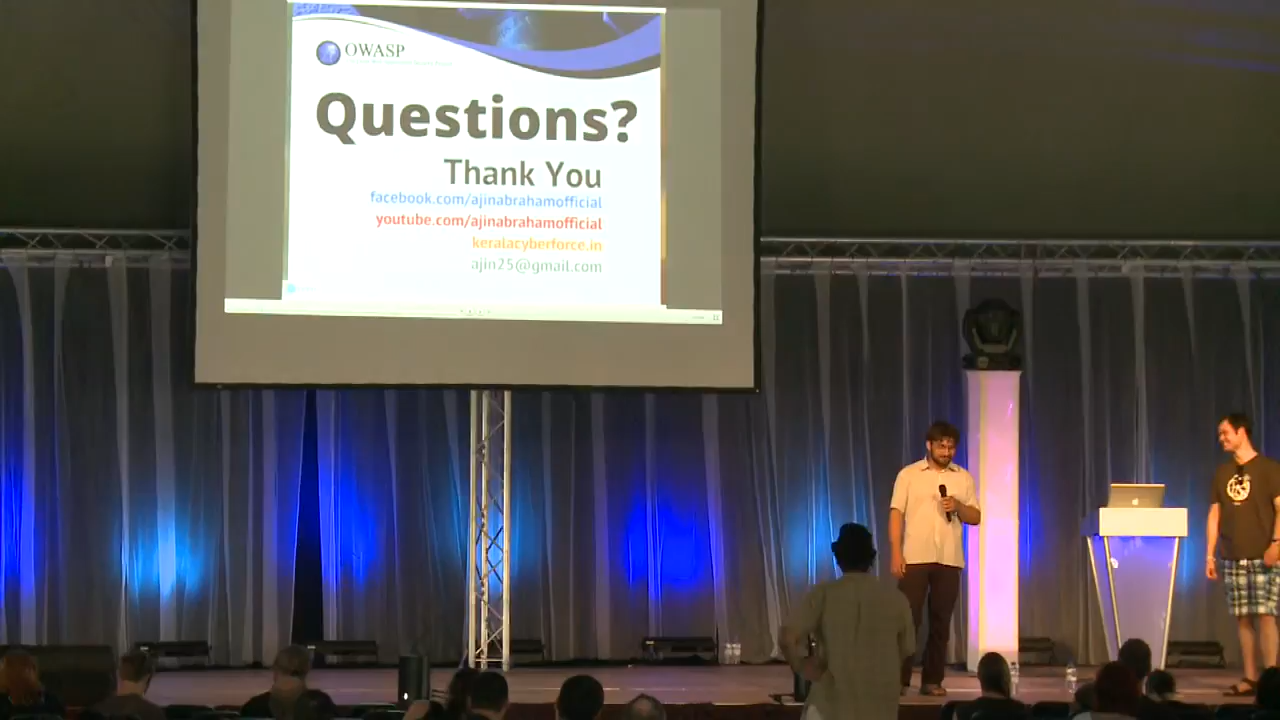 OWASP
Questions?
Thank You
facebook.com/ajinabrahamofficial
youtube.com/ajinabrahamofficial
keralacyberforce.in
ajin25@gmail.com